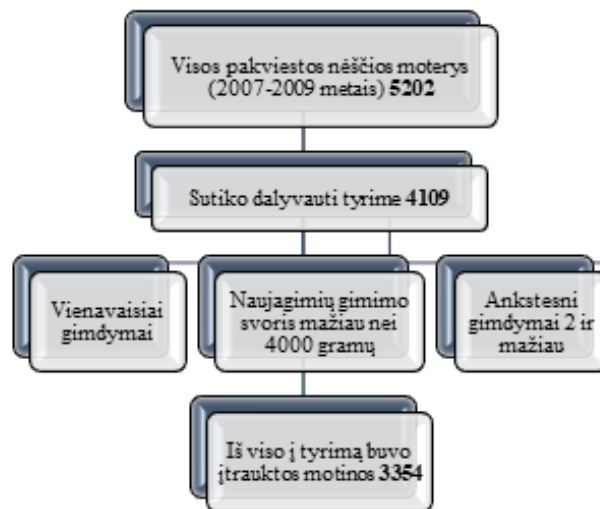 Visos pakviestos nėščios moterys
(2007-2009 metais) 5202
Sutiko dalyvauti tyrime 4109
Vienavaisiai
gimdymai
Naujagimių gimimo
svoris mažiau nei
4000 gramų
Ankstesni
gimdymai 2 ir
mažiau
Iš viso į tyrimą buvo
įtrauktos motinos 3354